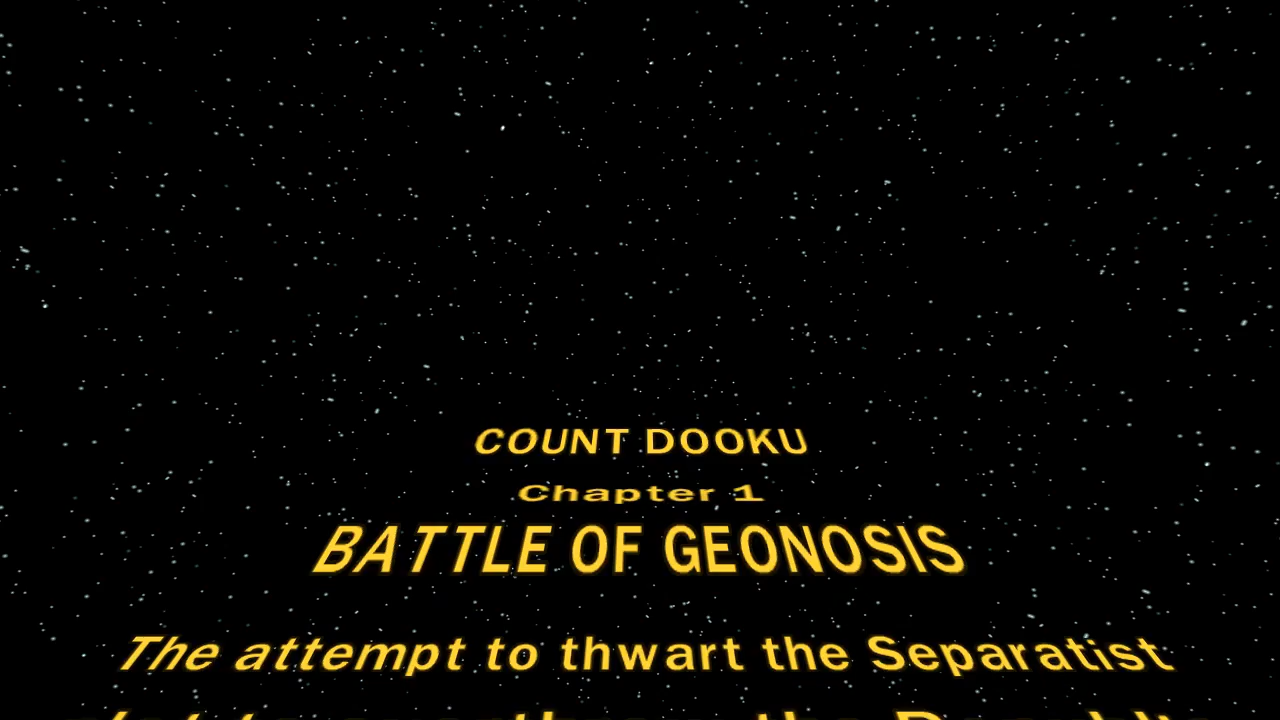 COUNT DOOKU
Chapter 1
BATTLE OF GEONOSIS
The attempt to thwart the Separatist